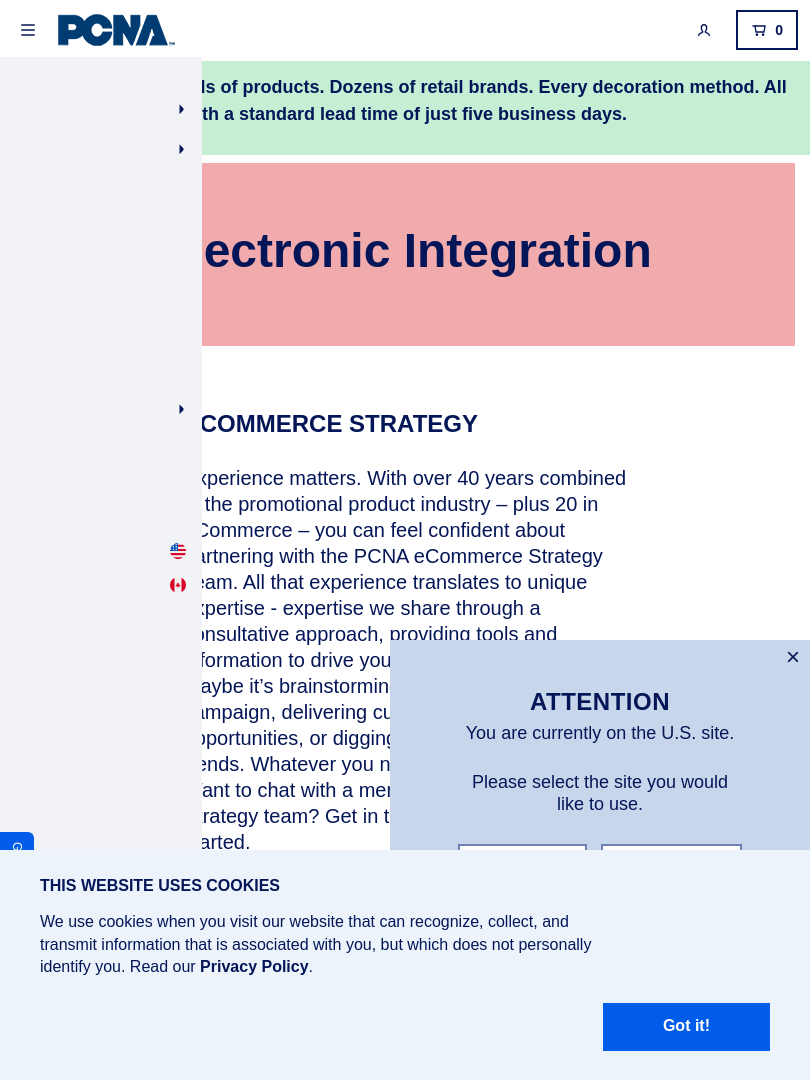 PCNA
0
ls of products. Dozens of retail brands. Every decoration method. All
th a standard lead time of just five business days.
lectronic Integration
COMMERCE STRATEGY
xperience matters. With over 40 years combined
the promotional product industry – plus 20 in
Commerce – you can feel confident about
artnering with the PCNA eCommerce Strategy
eam. All that experience translates to unique
xpertise - expertise we share through a
onsultative approach, providing tools and
formation to drive you
aybe it’s brainstormin
ampaign, delivering cu
pportunities, or digging
ends. Whatever you n
ant to chat with a mem
rategy team? Get in t
arted.
×
ATTENTION
You are currently on the U.S. site.
Please select the site you would
like to use.
G
THIS WEBSITE USES COOKIES
We use cookies when you visit our website that can recognize, collect, and
transmit information that is associated with you, but which does not personally
identify you. Read our Privacy Policy.
Got it!